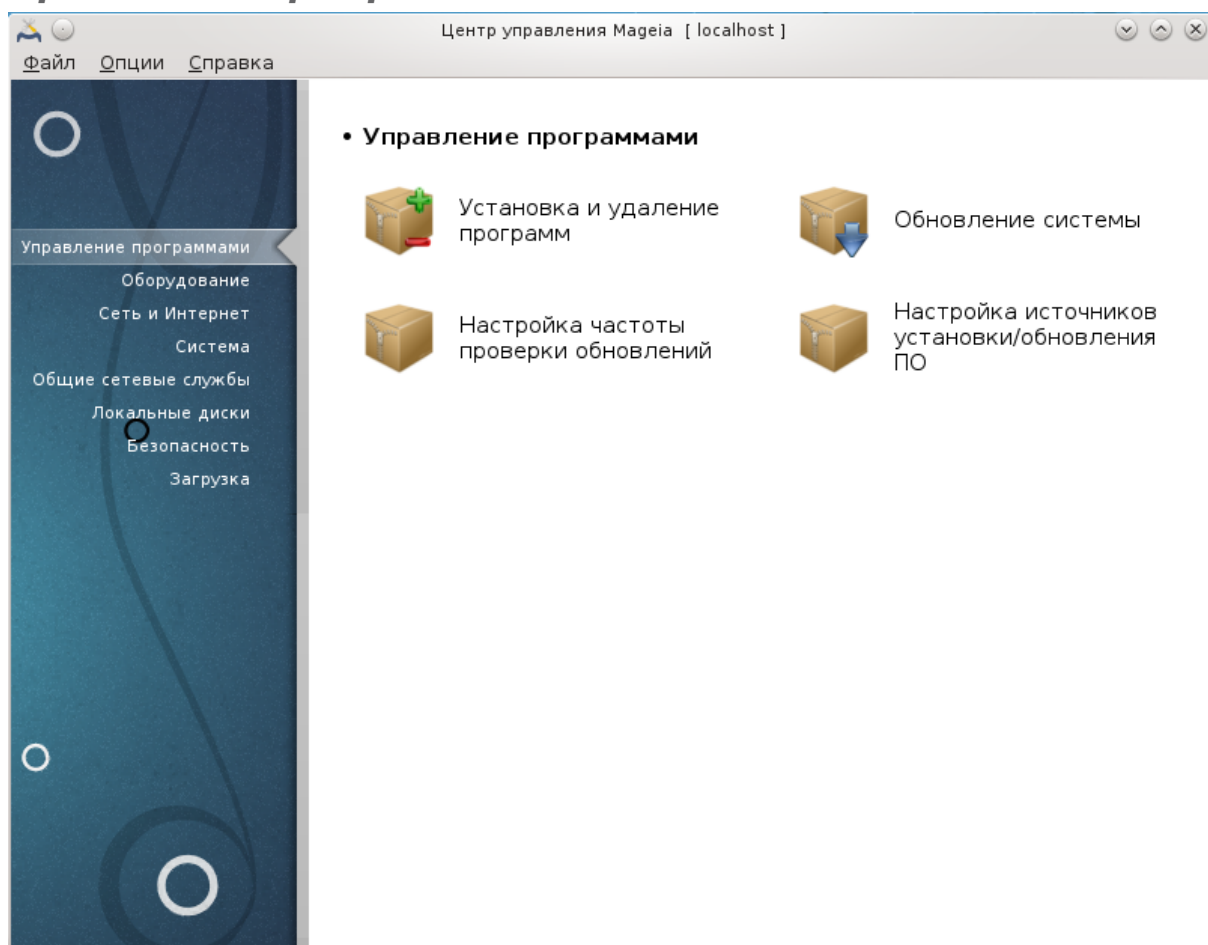 Центр управления Mageia [ localhost ]
Файл Опции Справка
Управление программами
Оборудование
Сеть и Интернет
Система
Общие сетевые службы
Локальные диски
Безопасность
Загрузка
• Управление программами
Установка и удаление
программ
Обновление системы
Настройка частоты
проверки обновлений
Настройка источников
установки/обновления
ПО